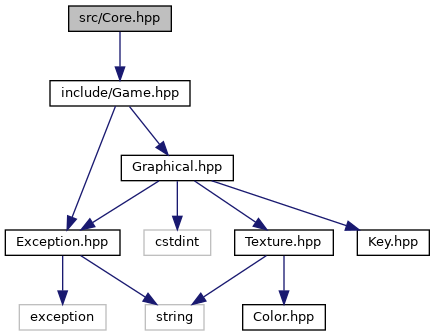 src/Core.hpp
include/Game.hpp
Graphical.hpp
Exception.hpp
cstdint
Texture.hpp
Key.hpp
exception
string
Color.hpp